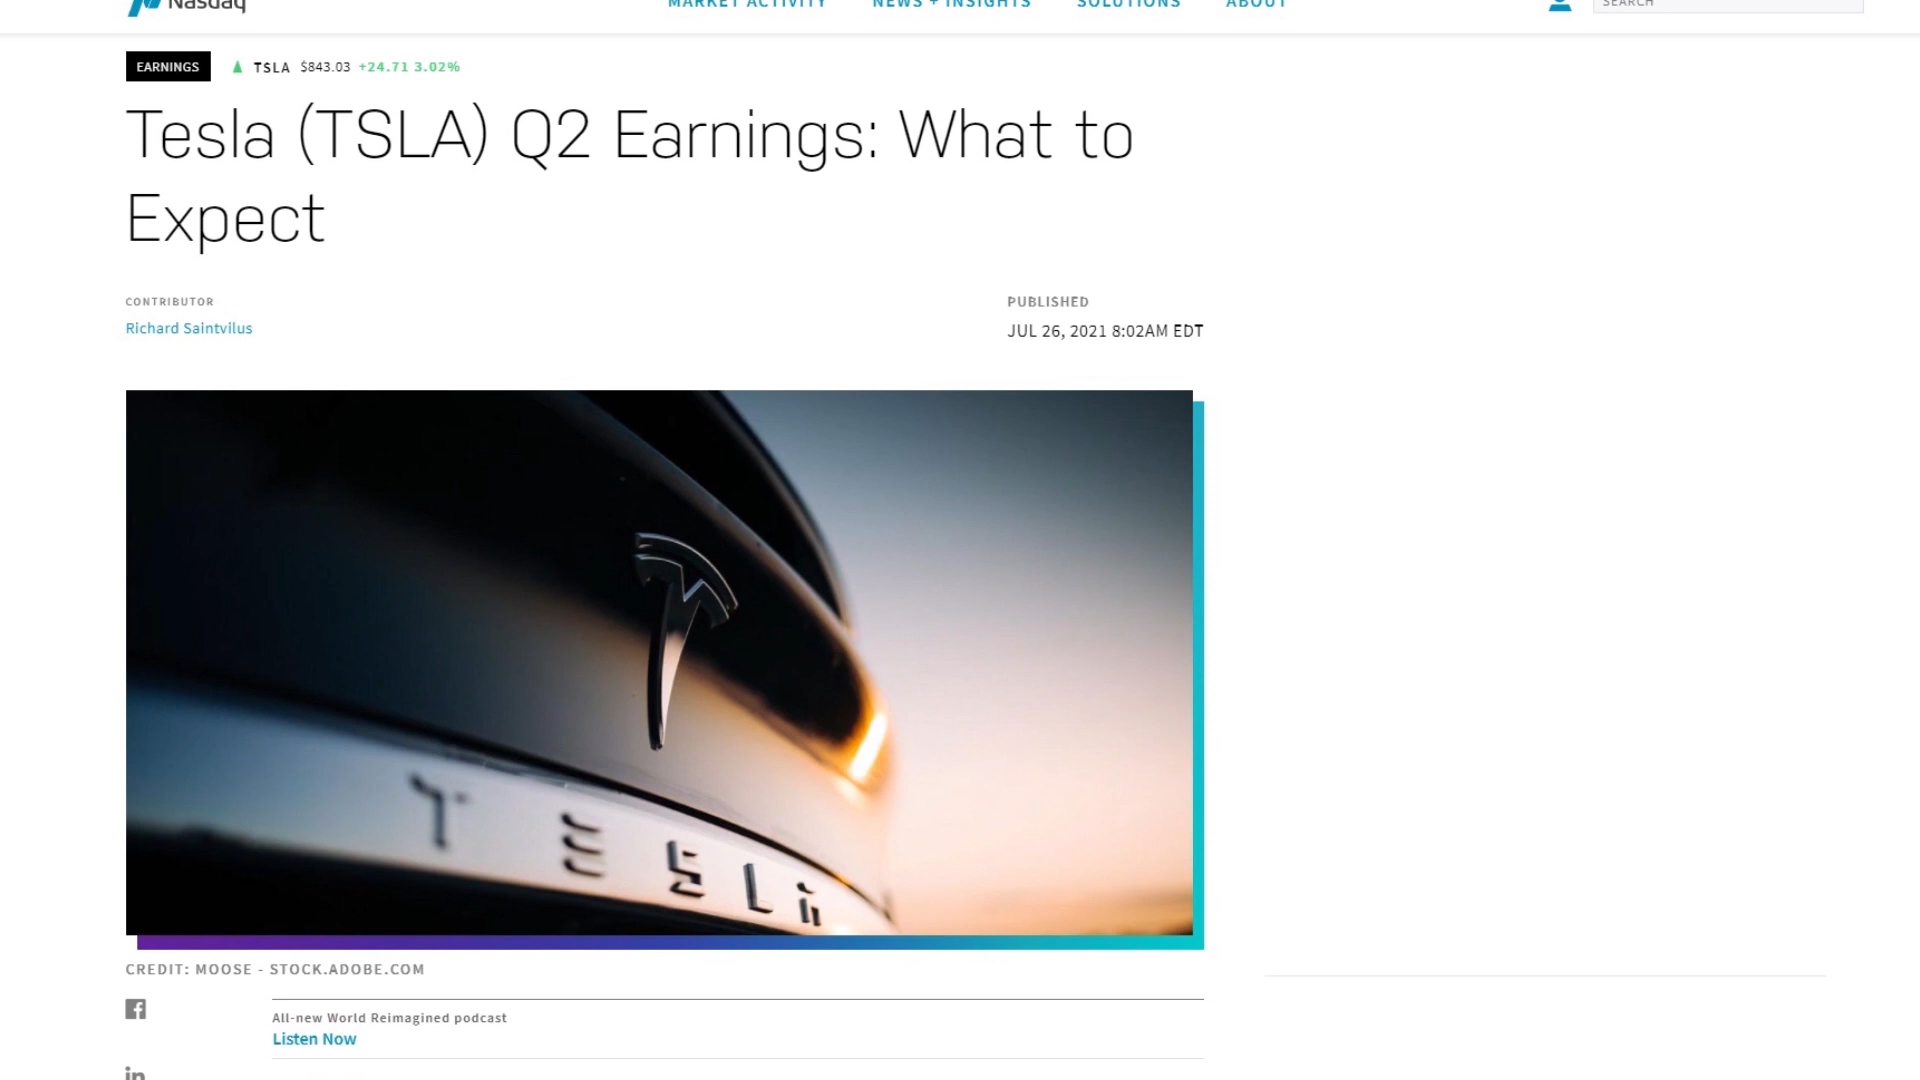 Nasdaq
MARKET ACTIVITY NEWS + INSIGHTS SOLUTIONS ABOUT
SEARCH
EARNINGS TSLA $843.03 +24.71 3.02%
Tesla (TSLA) Q2 Earnings: What to
Expect
CONTRIBUTOR
Richard Saintvilus
PUBLISHED
JUL 26, 2021 8:02AM EDT
TESLA
CREDIT: MOOSE - STOCK.ADOBE.COM
All-new World Reimagined podcast
Listen Now
in